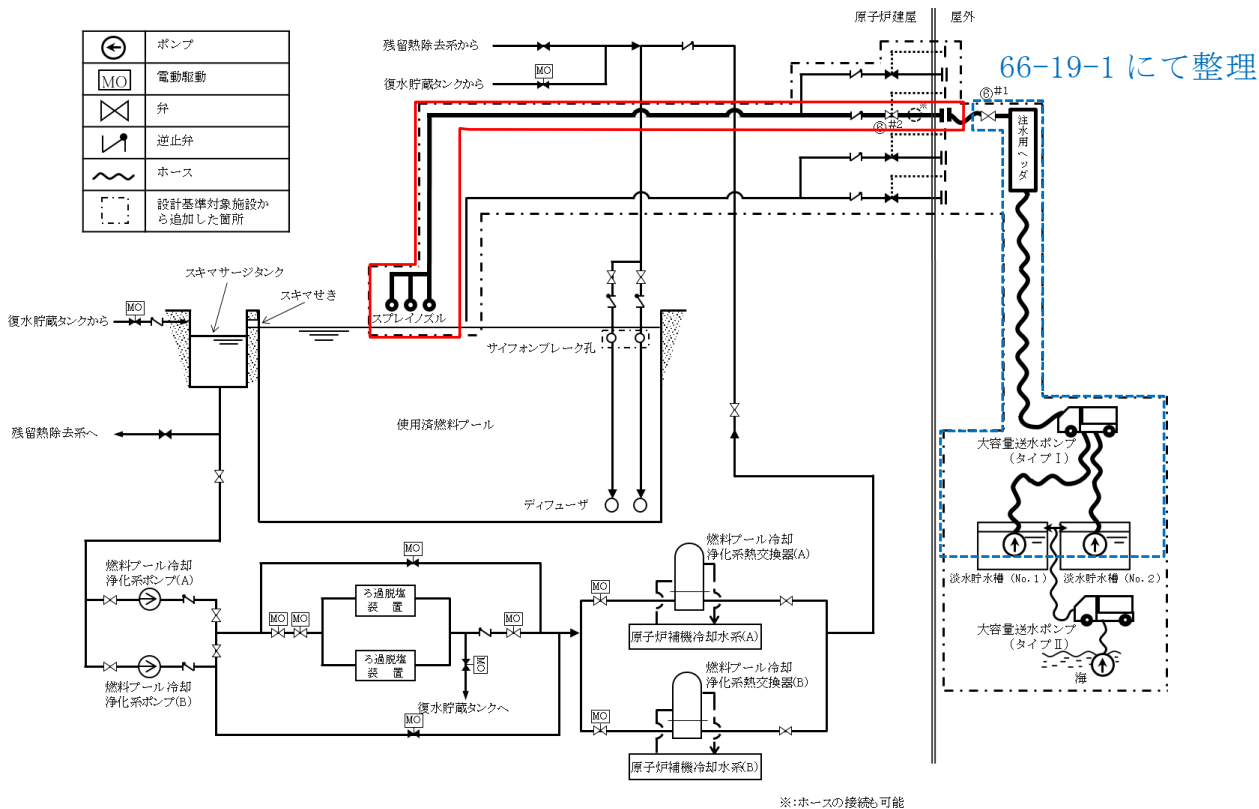 ポンプ
MO
電動駆動
弁
逆止弁
ホース
設計基準対象施設か
ら追加した箇所
残留熱除去系から
復水貯蔵タンクから
MO
原子炉建屋
屋外
66-19-1 にて整理
⑥#1
※
⑥#2
注水用ヘッダ
スキマサージタンク
スキマせき
MO
復水貯蔵タンクから
スプレイノズル
サイフォンブレーク孔
残留熱除去系へ
使用済燃料プール
ディフューザ
大容量送水ポンプ
(タイプⅠ)
淡水貯水槽 (No.1)
淡水貯水槽 (No.2)
大容量送水ポンプ
(タイプⅡ)
海
燃料プール冷却
浄化系ポンプ(A)
燃料プール冷却
浄化系ポンプ(B)
MO
MO
MO
ろ過脱塩
装 置
ろ過脱塩
装 置
MO
MO
復水貯蔵タンクへ
MO
燃料プール冷却
浄化系熱交換器(A)
MO
原子炉補機冷却水系(A)
燃料プール冷却
浄化系熱交換器(B)
MO
原子炉補機冷却水系(B)
※:ホースの接続も可能